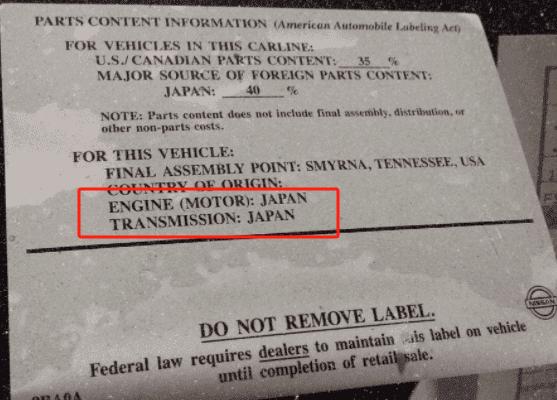 PARTS CONTENT INFORMATION (American Automobile Labeling Act)
FOR VEHICLES IN THIS CARLINE:
U.S./CANADIAN PARTS CONTENT: 35 %
MAJOR SOURCE OF FOREIGN PARTS CONTENT:
JAPAN: 40 %
NOTE: Parts content does not include final assembly, distribution, or
other non-parts costs.
FOR THIS VEHICLE:
FINAL ASSEMBLY POINT: SMYRNA, TENNESSEE, USA
COUNTRY OF ORIGIN:
ENGINE (MOTOR): JAPAN
TRANSMISSION: JAPAN
NISSAN
DO NOT REMOVE LABEL.
Federal law requires dealers to maintain this label on vehicle
until completion of retail sale.